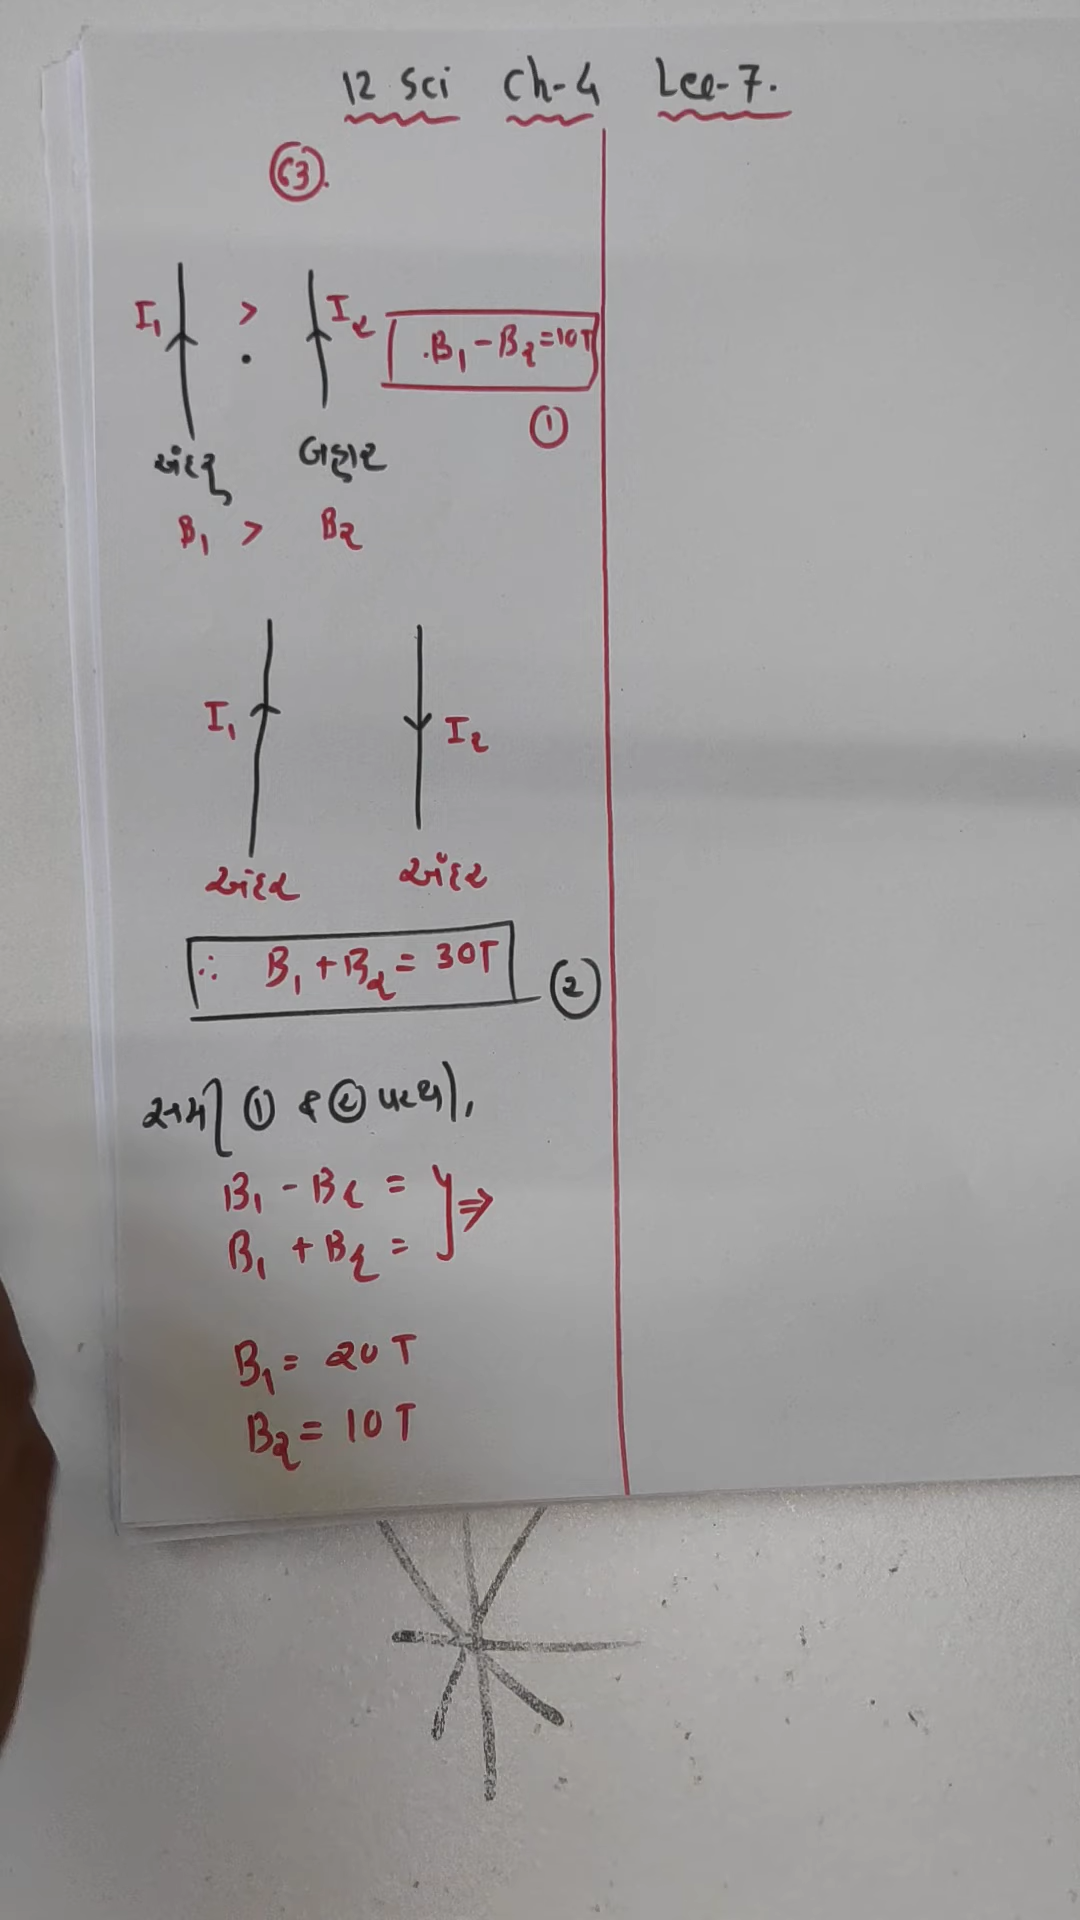 12 Sci Ch-4 Lec-7.
63.
I₁ > I₂
B₁ - B₂ = 10T
①
અંદર બહાર
B₁ > B₂
I₁ I₂
અંદર અંદર
∴ B₁ + B₂ = 30T ②
સમી ① & ② પરથી,
B₁ - B₂ = } ⇒
B₁ + B₂ =
B₁ = 20 T
B₂ = 10 T